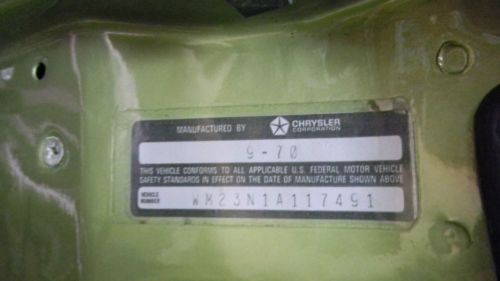 MANUFACTURED BY CHRYSLER CORPORATION
9-70
THIS VEHICLE CONFORMS TO ALL APPLICABLE U.S. FEDERAL MOTOR VEHICLE
SAFETY STANDARDS IN EFFECT ON THE DATE OF MANUFACTURE SHOWN ABOVE
VEHICLE NUMBER WM23N1A117491